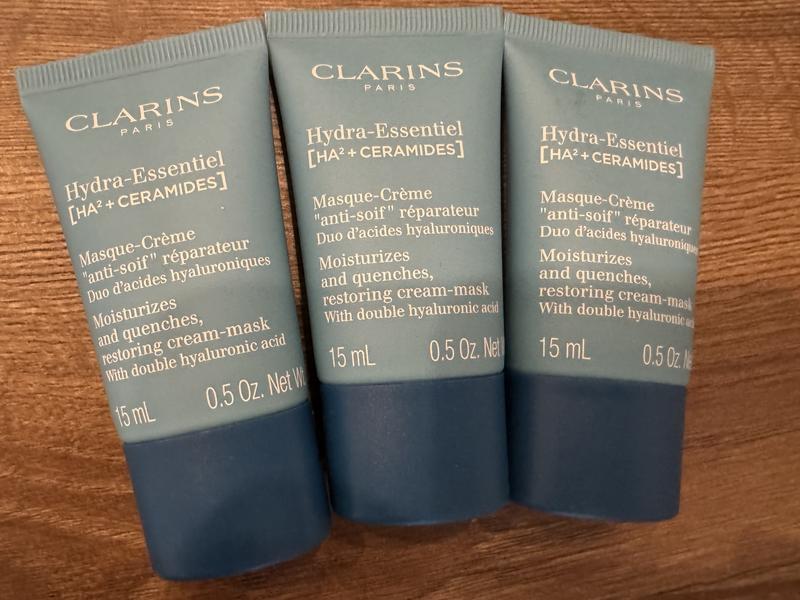 CLARINS
PARIS
Hydra-Essentiel
[HA² + CERAMIDES]
Masque-Crème
"anti-soif" réparateur
Duo d'acides hyaluroniques
Moisturizes
and quenches,
restoring cream-mask
With double hyaluronic acid
15 mL 0.5 Oz. Net Wt.
CLARINS
PARIS
Hydra-Essentiel
[HA² + CERAMIDES]
Masque-Crème
"anti-soif" réparateur
Duo d'acides hyaluroniques
Moisturizes
and quenches,
restoring cream-mask
With double hyaluronic acid
15 mL 0.5 Oz. Net
CLARINS
PARIS
Hydra-Essentiel
[HA² + CERAMIDES]
Masque-Crème
"anti-soif" réparateur
Duo d'acides hyaluroniques
Moisturizes
and quenches,
restoring cream-mask
With double hyaluronic
15 mL 0.5 Oz.